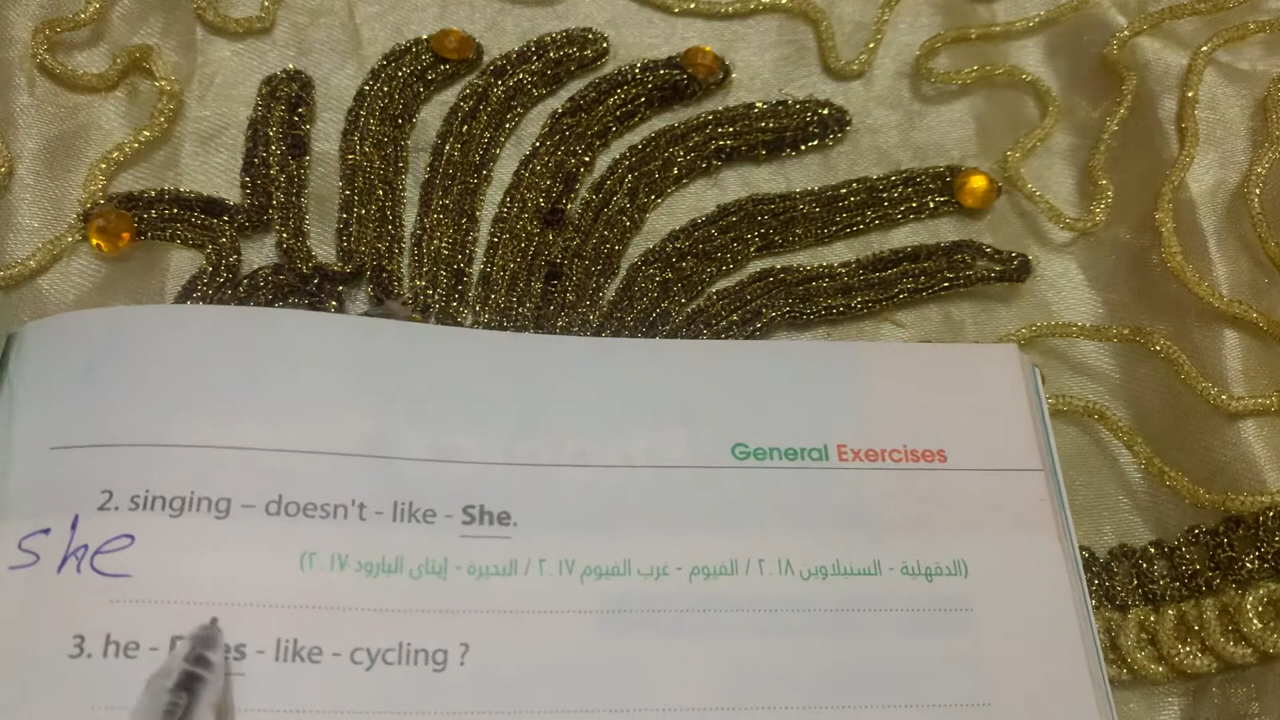 General Exercises
2. singing – doesn't - like - She.
she
(الدقهلية - السنبلاوين ٢٠١٨ / الفيوم - غرب الفيوم ٢٠١٧ / البحيرة - إيتاى البارود ٢٠١٧)
3. he - - like - cycling ?